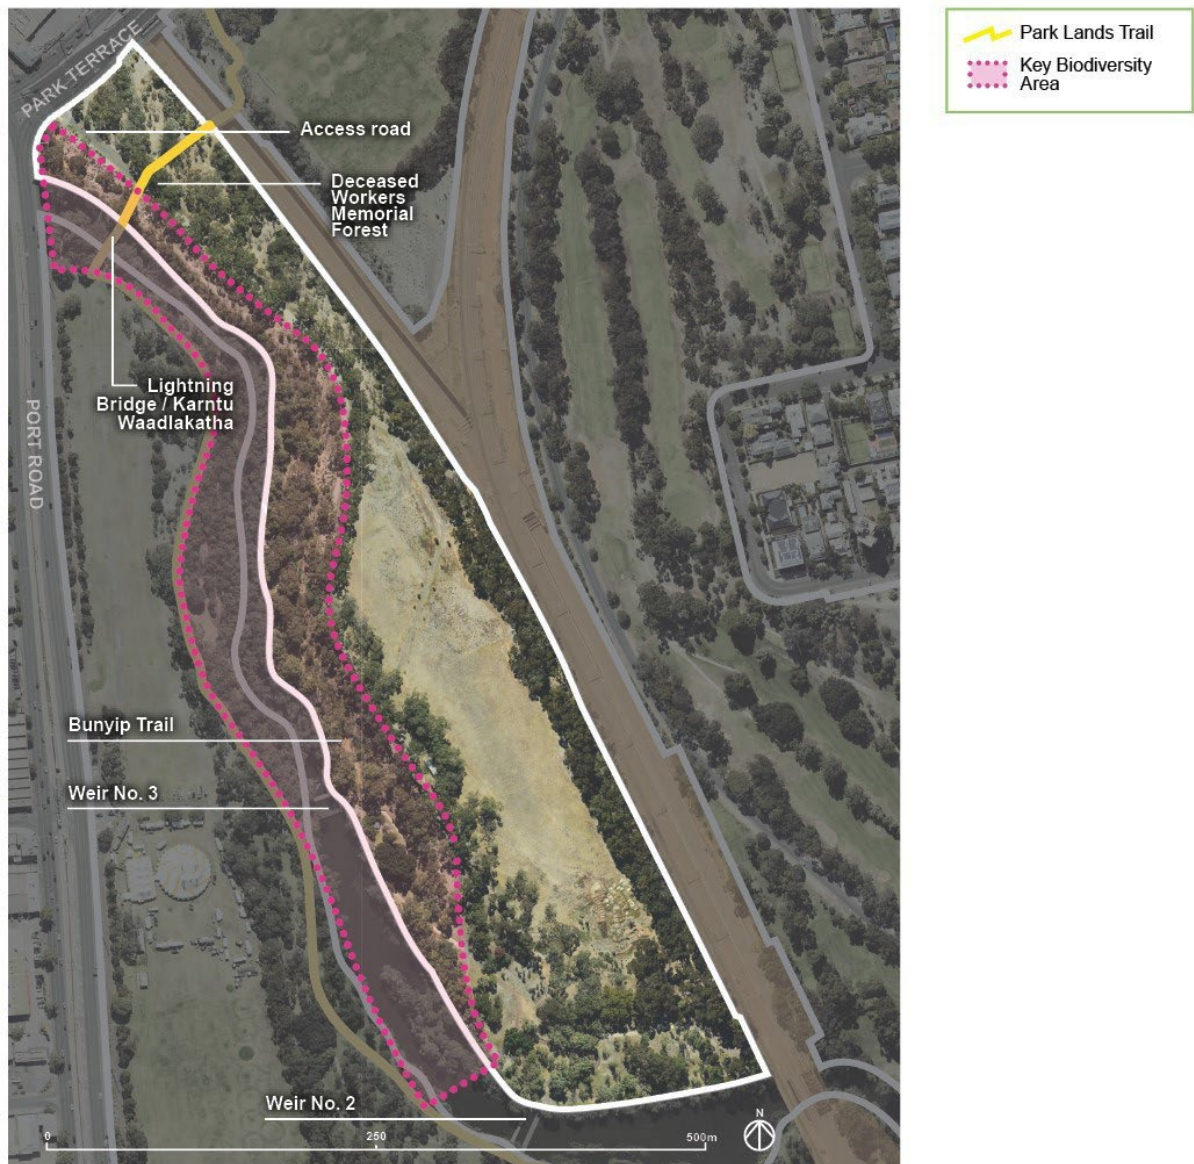 Park Lands Trail
Key Biodiversity
Area
PARK TERRACE
Access road
Deceased
Workers
Memorial
Forest
Lightning
Bridge / Karntu
Waadlakatha
PORT ROAD
Bunyip Trail
Weir No. 3
Weir No. 2
0
250
500m
N